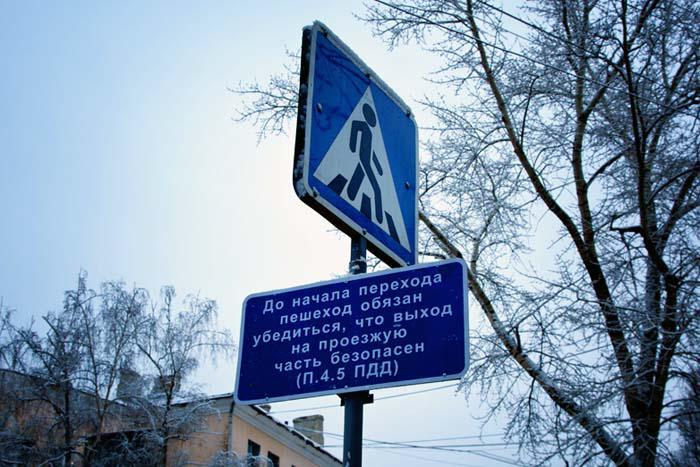 До начала перехода
пешеход обязан
убедиться, что выход
на проезжую
часть безопасен
(П.4.5 ПДД)